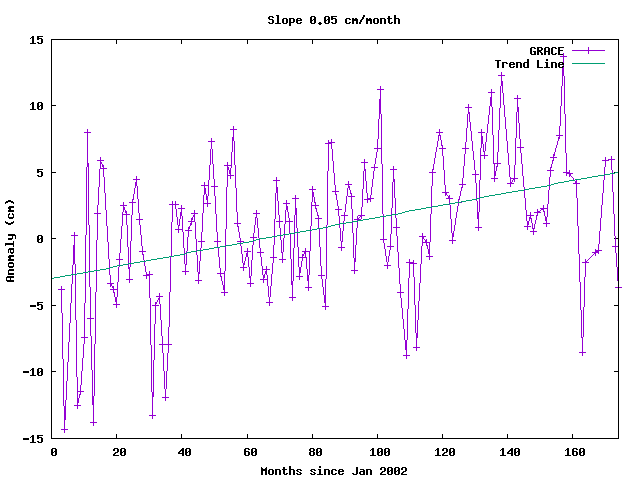 Slope 0.05 cm/month
15
GRACE
Trend Line
10
5
0
-5
-10
-15
Anomaly (cm)
0 20 40 60 80 100 120 140 160
Months since Jan 2002